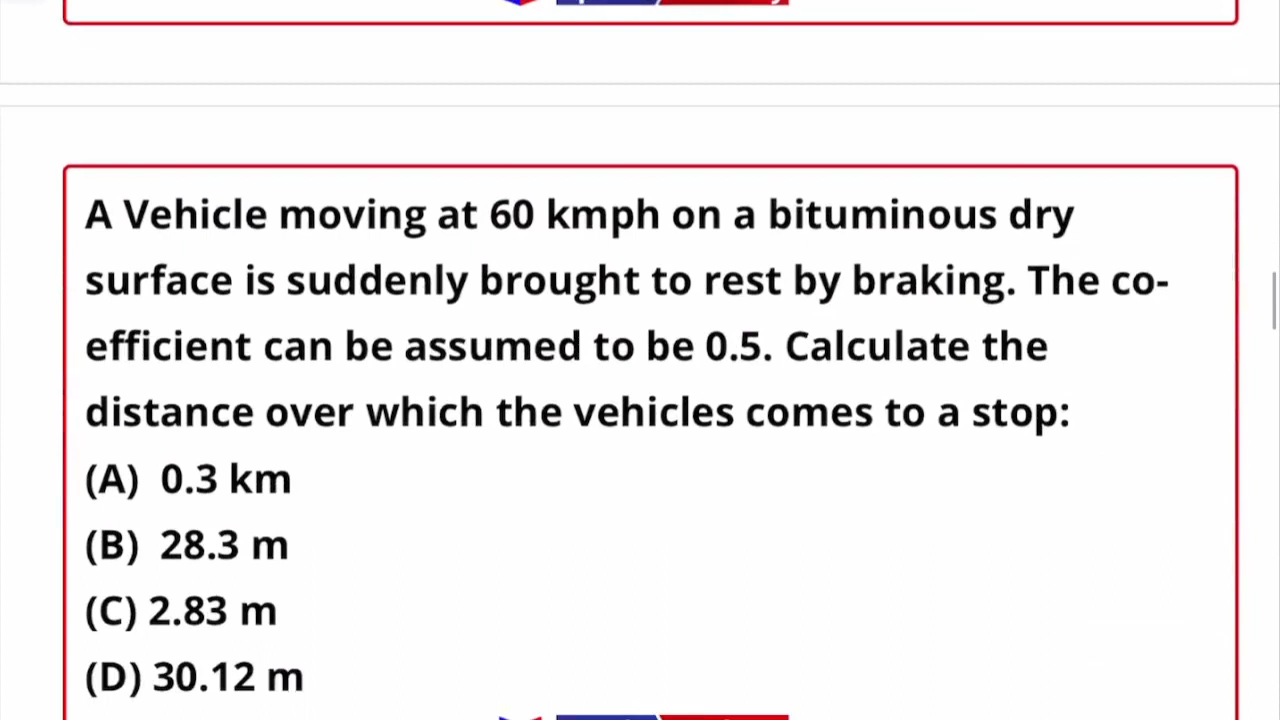 A Vehicle moving at 60 kmph on a bituminous dry
surface is suddenly brought to rest by braking. The co-
efficient can be assumed to be 0.5. Calculate the
distance over which the vehicles comes to a stop:
(A) 0.3 km
(B) 28.3 m
(C) 2.83 m
(D) 30.12 m